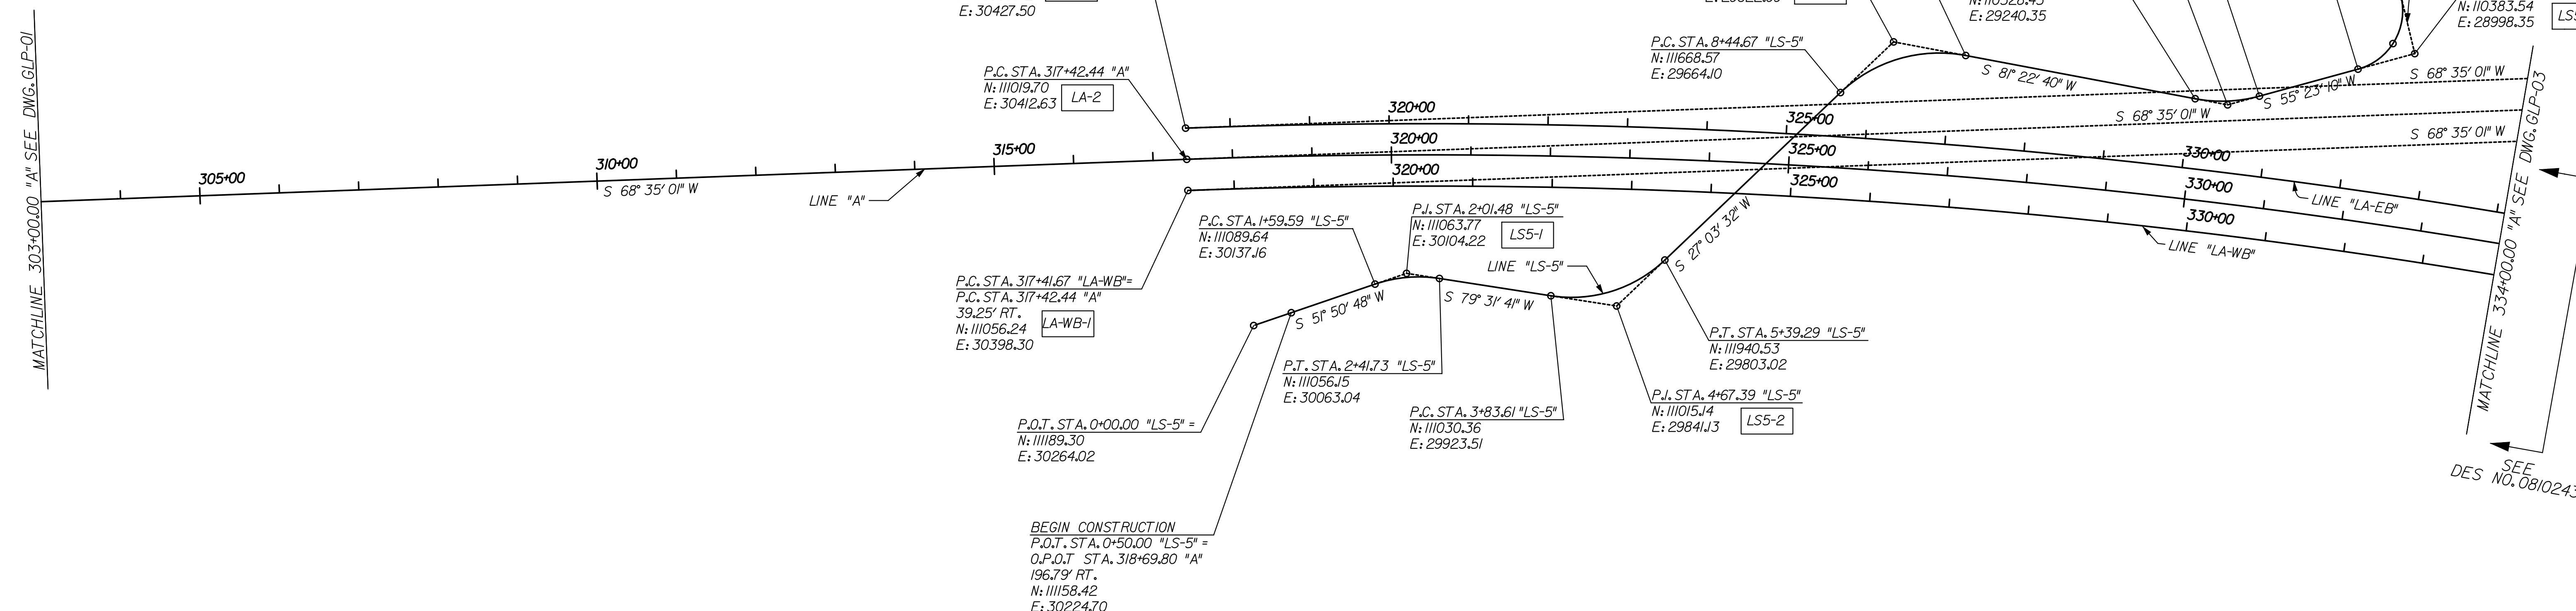 MATCHLINE 303+00.00 "A" SEE DWG. GLP-01
E: 30427.50
P.C. STA. 317+42.44 "A"
N: 111019.70
E: 30412.63
LA-2
305+00
310+00
315+00
S 68° 35' 01" W
LINE "A"
320+00
320+00
320+00
325+00
325+00
325+00
330+00
330+00
330+00
P.C. STA. 317+41.67 "LA-WB"=
P.C. STA. 317+42.44 "A"
39.25' RT.
N: 111056.24
E: 30398.30
LA-WB-1
P.C. STA. 1+59.59 "LS-5"
N: 111089.64
E: 30137.16
P.I. STA. 2+01.48 "LS-5"
N: 111063.77
E: 30104.22
LS5-1
LINE "LS-5"
S 51° 50' 48" W
S 79° 31' 41" W
S 27° 03' 32" W
P.O.T. STA. 0+00.00 "LS-5" =
N: 111189.30
E: 30264.02
P.T. STA. 2+41.73 "LS-5"
N: 111056.15
E: 30063.04
P.C. STA. 3+83.61 "LS-5"
N: 111030.36
E: 29923.51
P.I. STA. 4+67.39 "LS-5"
N: 111015.14
E: 29841.13
LS5-2
P.T. STA. 5+39.29 "LS-5"
N: 110940.53
E: 29803.02
BEGIN CONSTRUCTION
P.O.T. STA. 0+50.00 "LS-5" =
O.P.O.T STA. 318+69.80 "A"
196.79' RT.
N: 111158.42
E: 30224.70
P.C. STA. 8+44.67 "LS-5"
N: 111668.57
E: 29664.10
E: 29240.35
N: 110383.54
E: 28998.35
S 81° 22' 40" W
S 55° 23' 10" W
S 68° 35' 01" W
S 68° 35' 01" W
S 68° 35' 01" W
LINE "LA-EB"
LINE "LA-WB"
MATCHLINE 334+00.00 "A" SEE DWG. GLP-03
SEE
DES NO. 0810243